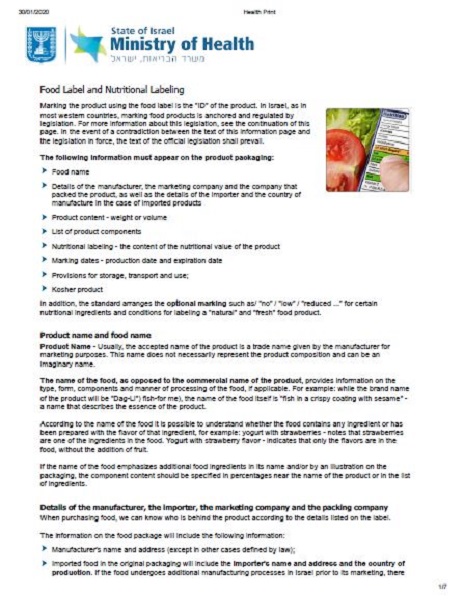 30/01/2020
Health Print
State of Israel
Ministry of Health
משרד הבריאות, ישראל
Food Label and Nutritional Labeling
Marking the product using the food label is the "ID" of the product. In Israel, as in
most western countries, marking food products is anchored and regulated by
legislation. For more information about this legislation, see the continuation of this
page. In the event of a contradiction between the text of this information page and
the legislation in force, the text of the official legislation shall prevail.
The following information must appear on the product packaging:
Food name
Details of the manufacturer, the marketing company and the company that
packed the product, as well as the details of the importer and the country of
manufacture in the case of imported products
Product content - weight or volume
List of product components
Nutritional labeling - the content of the nutritional value of the product
Marking dates - production date and expiration date
Provisions for storage, transport and use;
Kosher product
In addition, the standard arranges the optional marking such as/ "no" / "low" / "reduced ..." for certain
nutritional ingredients and conditions for labeling a "natural" and "fresh" food product.
Product name and food name
Product Name - Usually, the accepted name of the product is a trade name given by the manufacturer for
marketing purposes. This name does not necessarily represent the product composition and can be an
imaginary name.
The name of the food, as opposed to the commercial name of the product, provides information on the
type, form, components and manner of processing of the food, if applicable. For example: while the brand name
of the product will be "Dag-Li") fish-for me), the name of the food itself is "fish in a crispy coating with sesame" -
a name that describes the essence of the product.
According to the name of the food it is possible to understand whether the food contains any ingredient or has
been prepared with the flavor of that ingredient, for example: yogurt with strawberries - notes that strawberries
are one of the ingredients in the food. Yogurt with strawberry flavor - indicates that only the flavors are in the
food, without the addition of fruit.
If the name of the food emphasizes additional food ingredients in its name and/or by an illustration on the
packaging, the component content should be specified in percentages near the name of the product or in the list
of ingredients.
Details of the manufacturer, the importer, the marketing company and the packing company
When purchasing food, we can know who is behind the product according to the details listed on the label.
The information on the food package will include the following information:
Manufacturer's name and address (except in other cases defined by law);
Imported food in the original packaging will include the importer's name and address and the country of
production. If the food undergoes additional manufacturing processes in Israel prior to its marketing, there
1/7